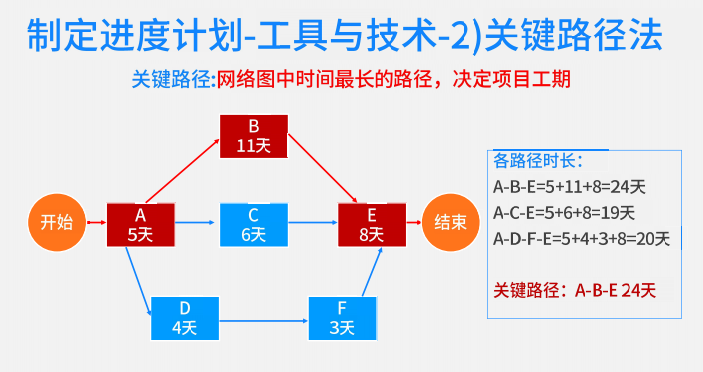 制定进度计划-工具与技术-2)关键路径法
关键路径:网络图中时间最长的路径，决定项目工期
B
11天
开始
A
5天
C
6天
E
8天
结束
D
4天
F
3天
各路径时长：
A-B-E=5+11+8=24天
A-C-E=5+6+8=19天
A-D-F-E=5+4+3+8=20天
关键路径：A-B-E 24天